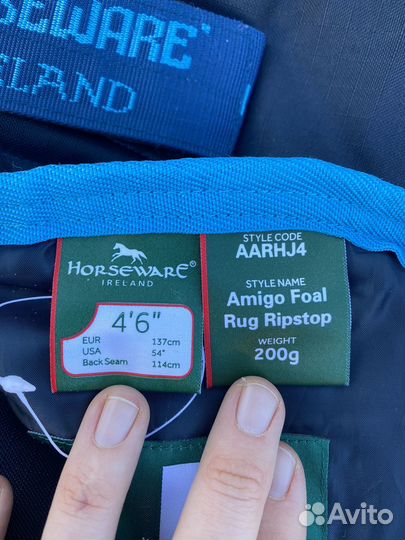 SEWARE®
ELAND
HORSEWARE®
IRELAND
4'6"
EUR 137cm
USA 54"
Back Seam 114cm
STYLE CODE
AARHJ4
STYLE NAME
Amigo Foal
Rug Ripstop
WEIGHT
200g
Avito